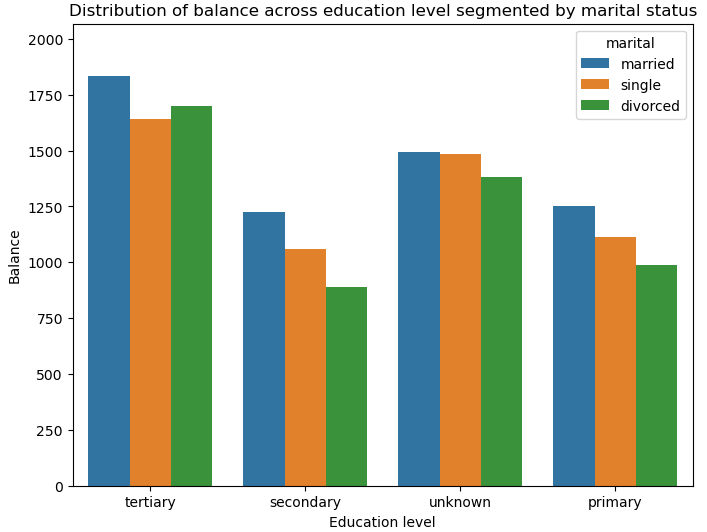 Distribution of balance across education level segmented by marital status
marital
married
single
divorced
2000
1750
1500
1250
1000
750
500
250
0
Balance
tertiary secondary unknown primary
Education level